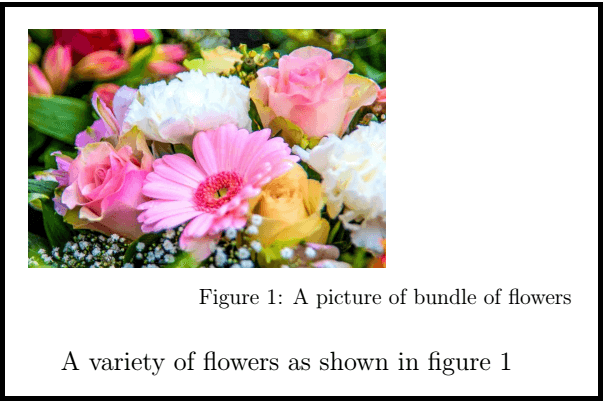 Figure 1: A picture of bundle of flowers
A variety of flowers as shown in figure 1